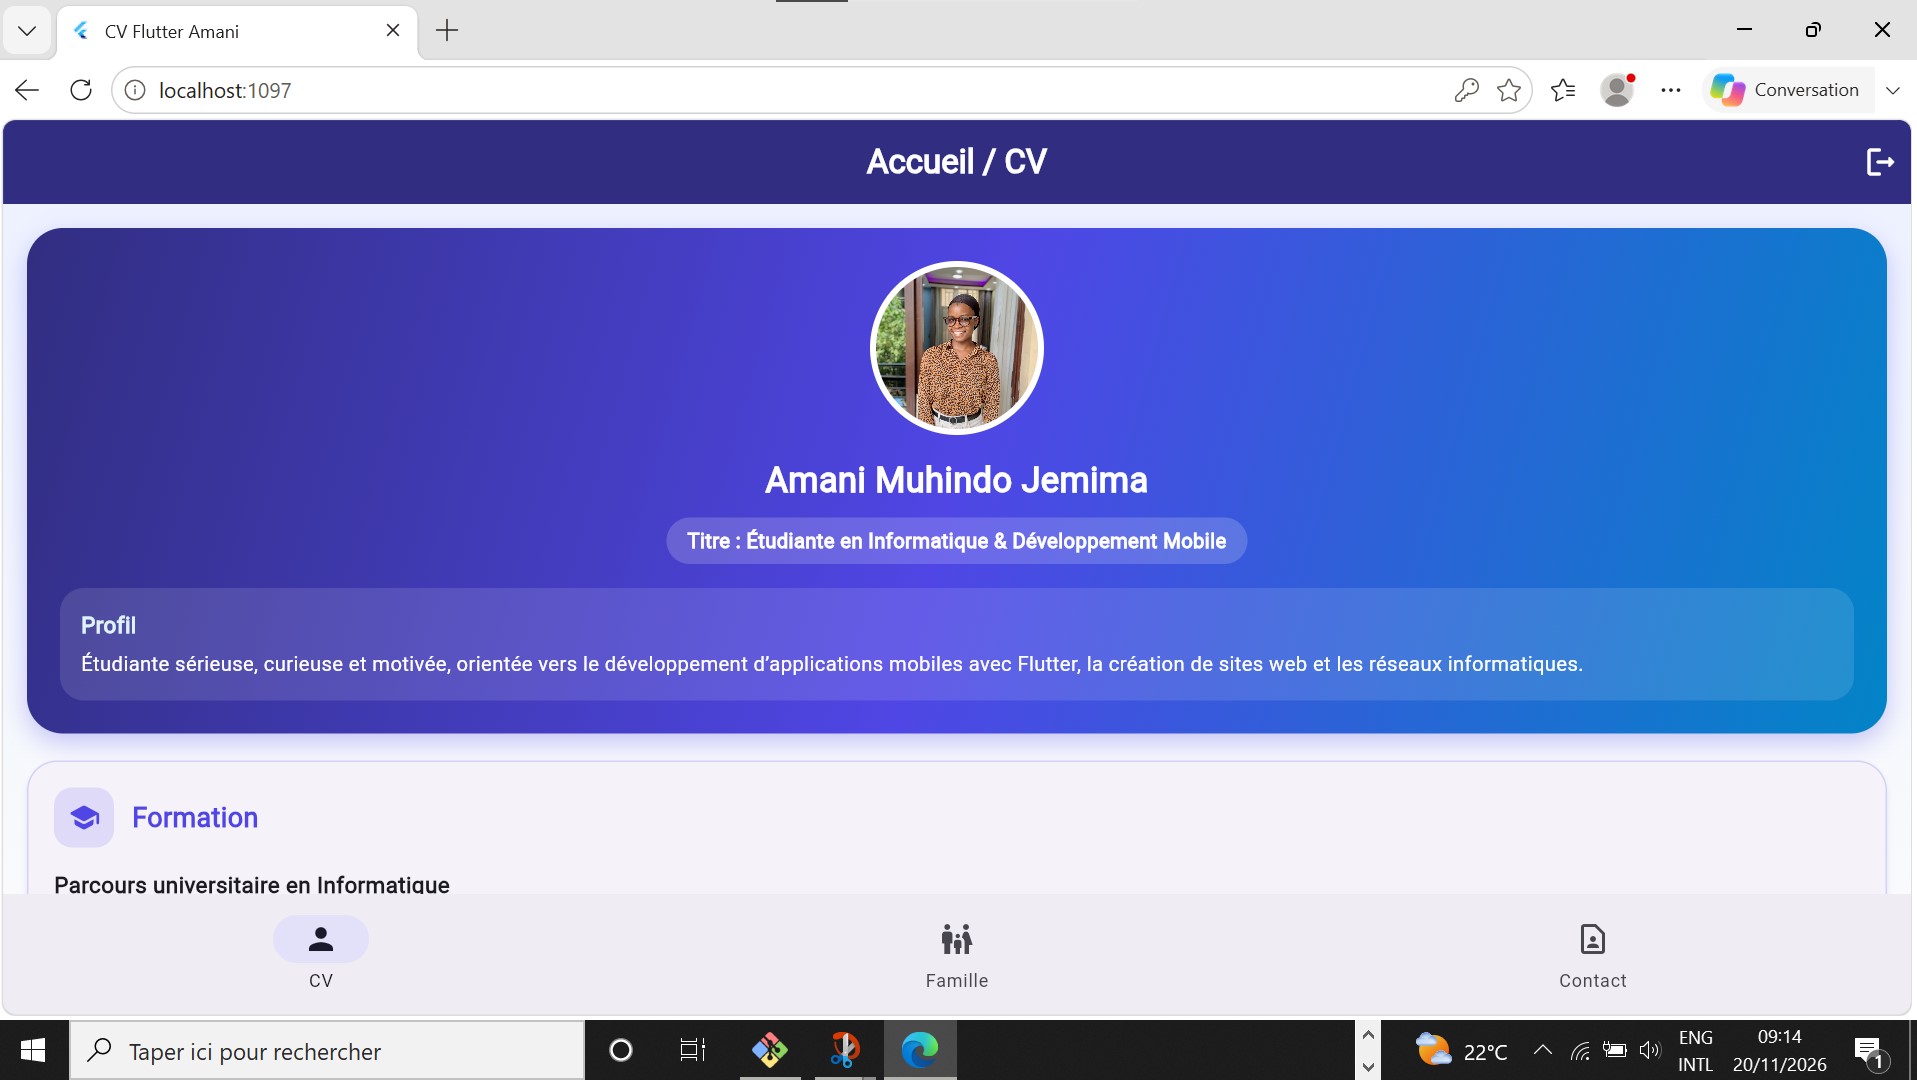 CV Flutter Amani
localhost:1097
Conversation
Accueil / CV
Amani Muhindo Jemima
Titre : Étudiante en Informatique & Développement Mobile
Profil
Étudiante sérieuse, curieuse et motivée, orientée vers le développement d’applications mobiles avec Flutter, la création de sites web et les réseaux informatiques.
Formation
Parcours universitaire en Informatique
CV
Famille
Contact
Taper ici pour rechercher
22°C
ENG
INTL
09:14
20/11/2026
1